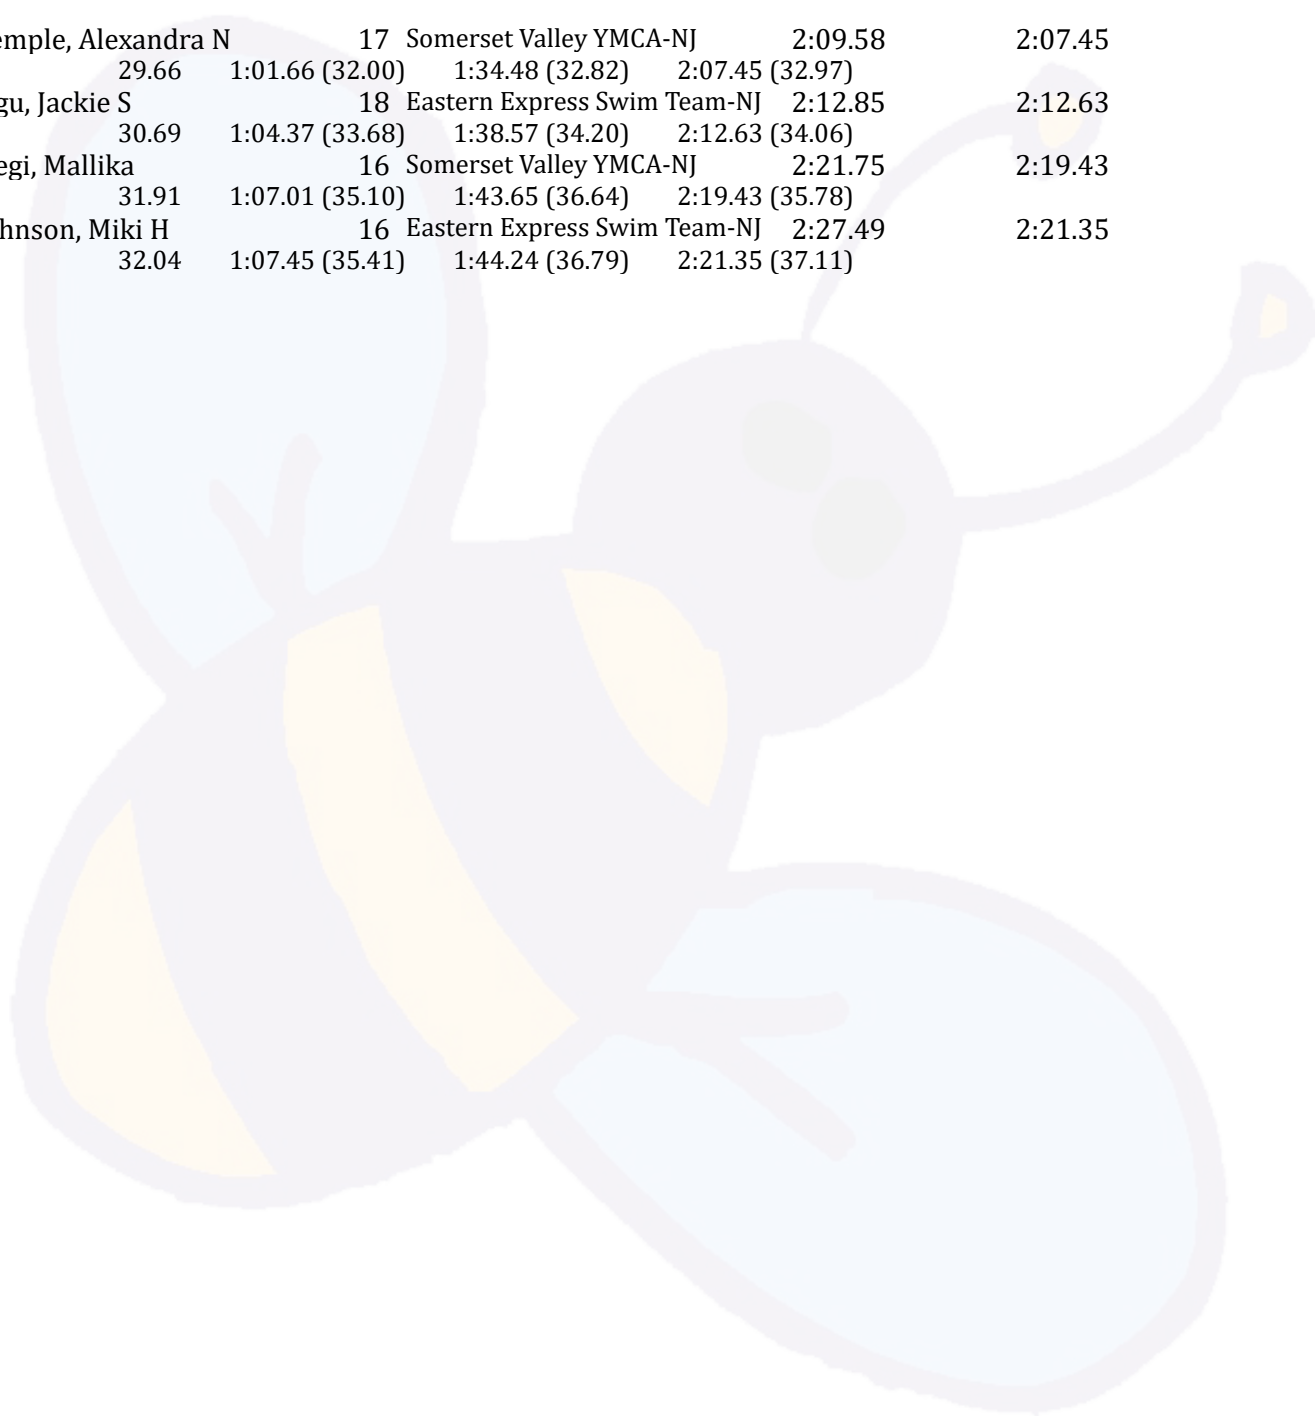 emple, Alexandra N 17 Somerset Valley YMCA-NJ 2:09.58 2:07.45
29.66 1:01.66 (32.00) 1:34.48 (32.82) 2:07.45 (32.97)
gu, Jackie S 18 Eastern Express Swim Team-NJ 2:12.85 2:12.63
30.69 1:04.37 (33.68) 1:38.57 (34.20) 2:12.63 (34.06)
egi, Mallika 16 Somerset Valley YMCA-NJ 2:21.75 2:19.43
31.91 1:07.01 (35.10) 1:43.65 (36.64) 2:19.43 (35.78)
hnson, Miki H 16 Eastern Express Swim Team-NJ 2:27.49 2:21.35
32.04 1:07.45 (35.41) 1:44.24 (36.79) 2:21.35 (37.11)